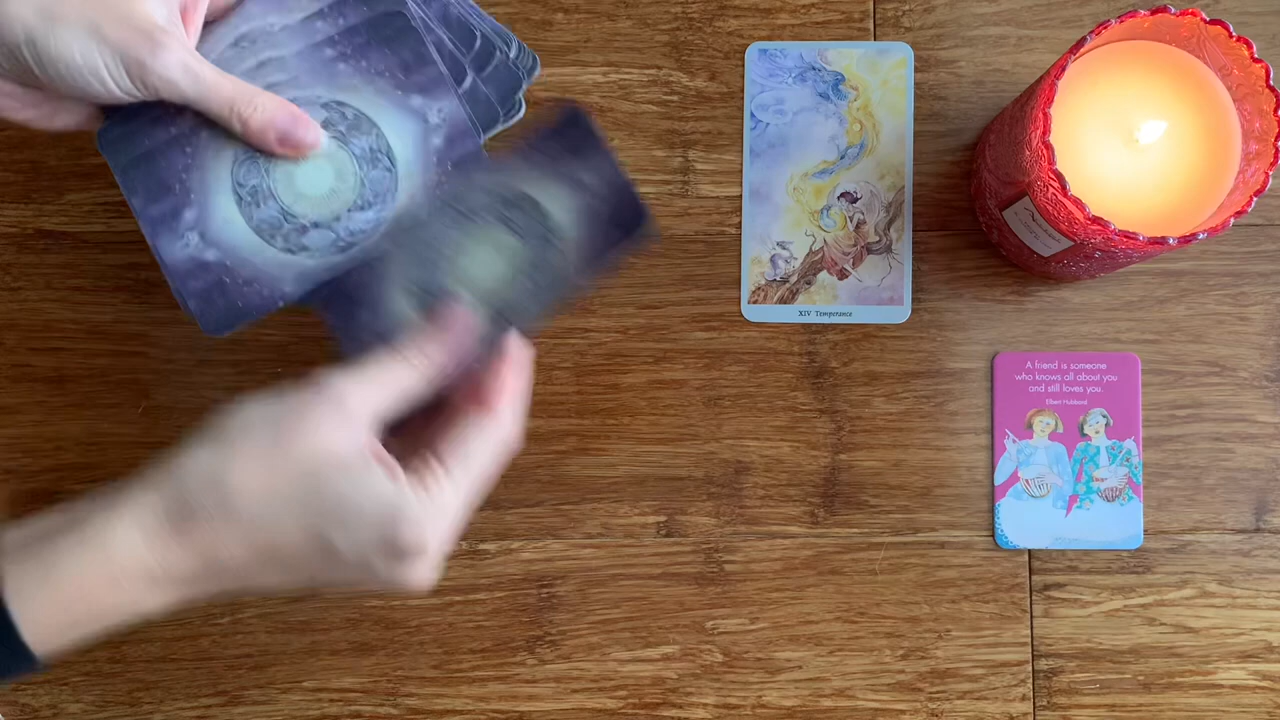 XIV Temperance
A friend is someone
who knows all about you
and still loves you.
Elbert Hubbard